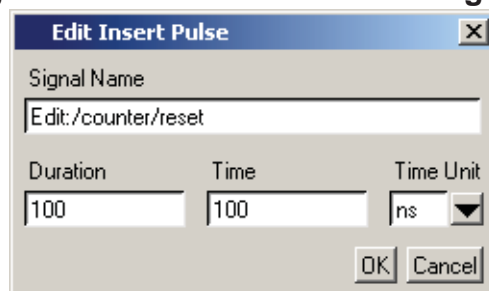 Edit Insert Pulse
Signal Name
Edit:/counter/reset
Duration Time Time Unit
100 100 ns
OK Cancel